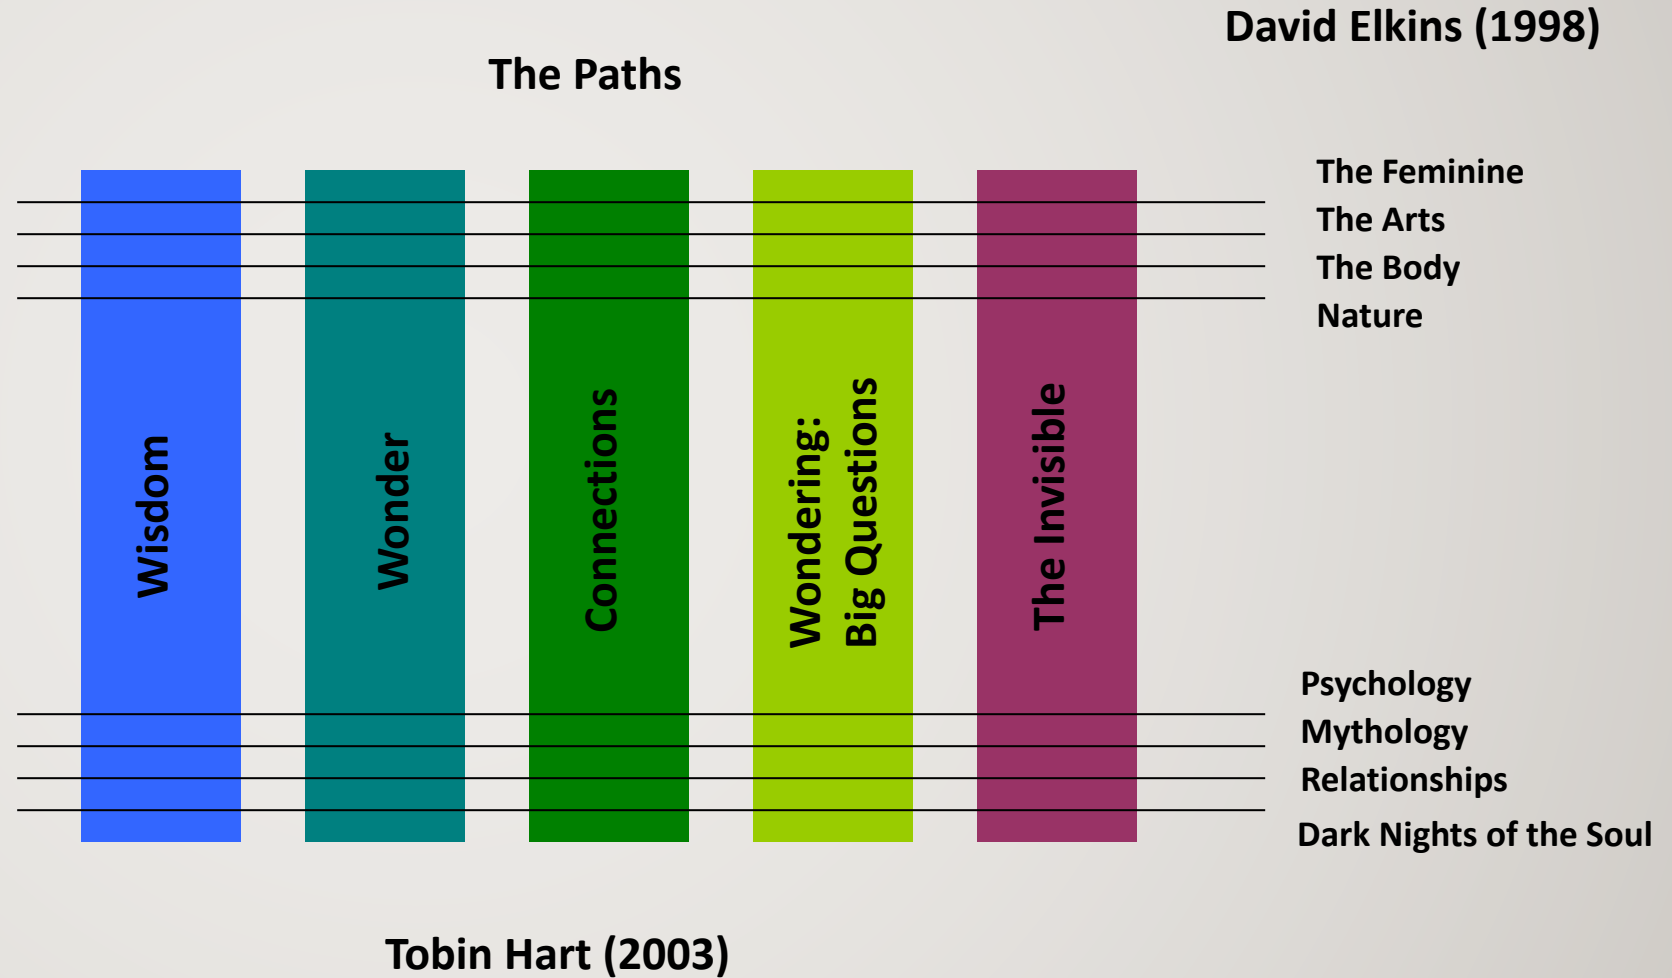 David Elkins (1998)
The Paths
The Feminine
The Arts
The Body
Nature
Wisdom
Wonder
Connections
Wondering:
Big Questions
The Invisible
Psychology
Mythology
Relationships
Dark Nights of the Soul
Tobin Hart (2003)